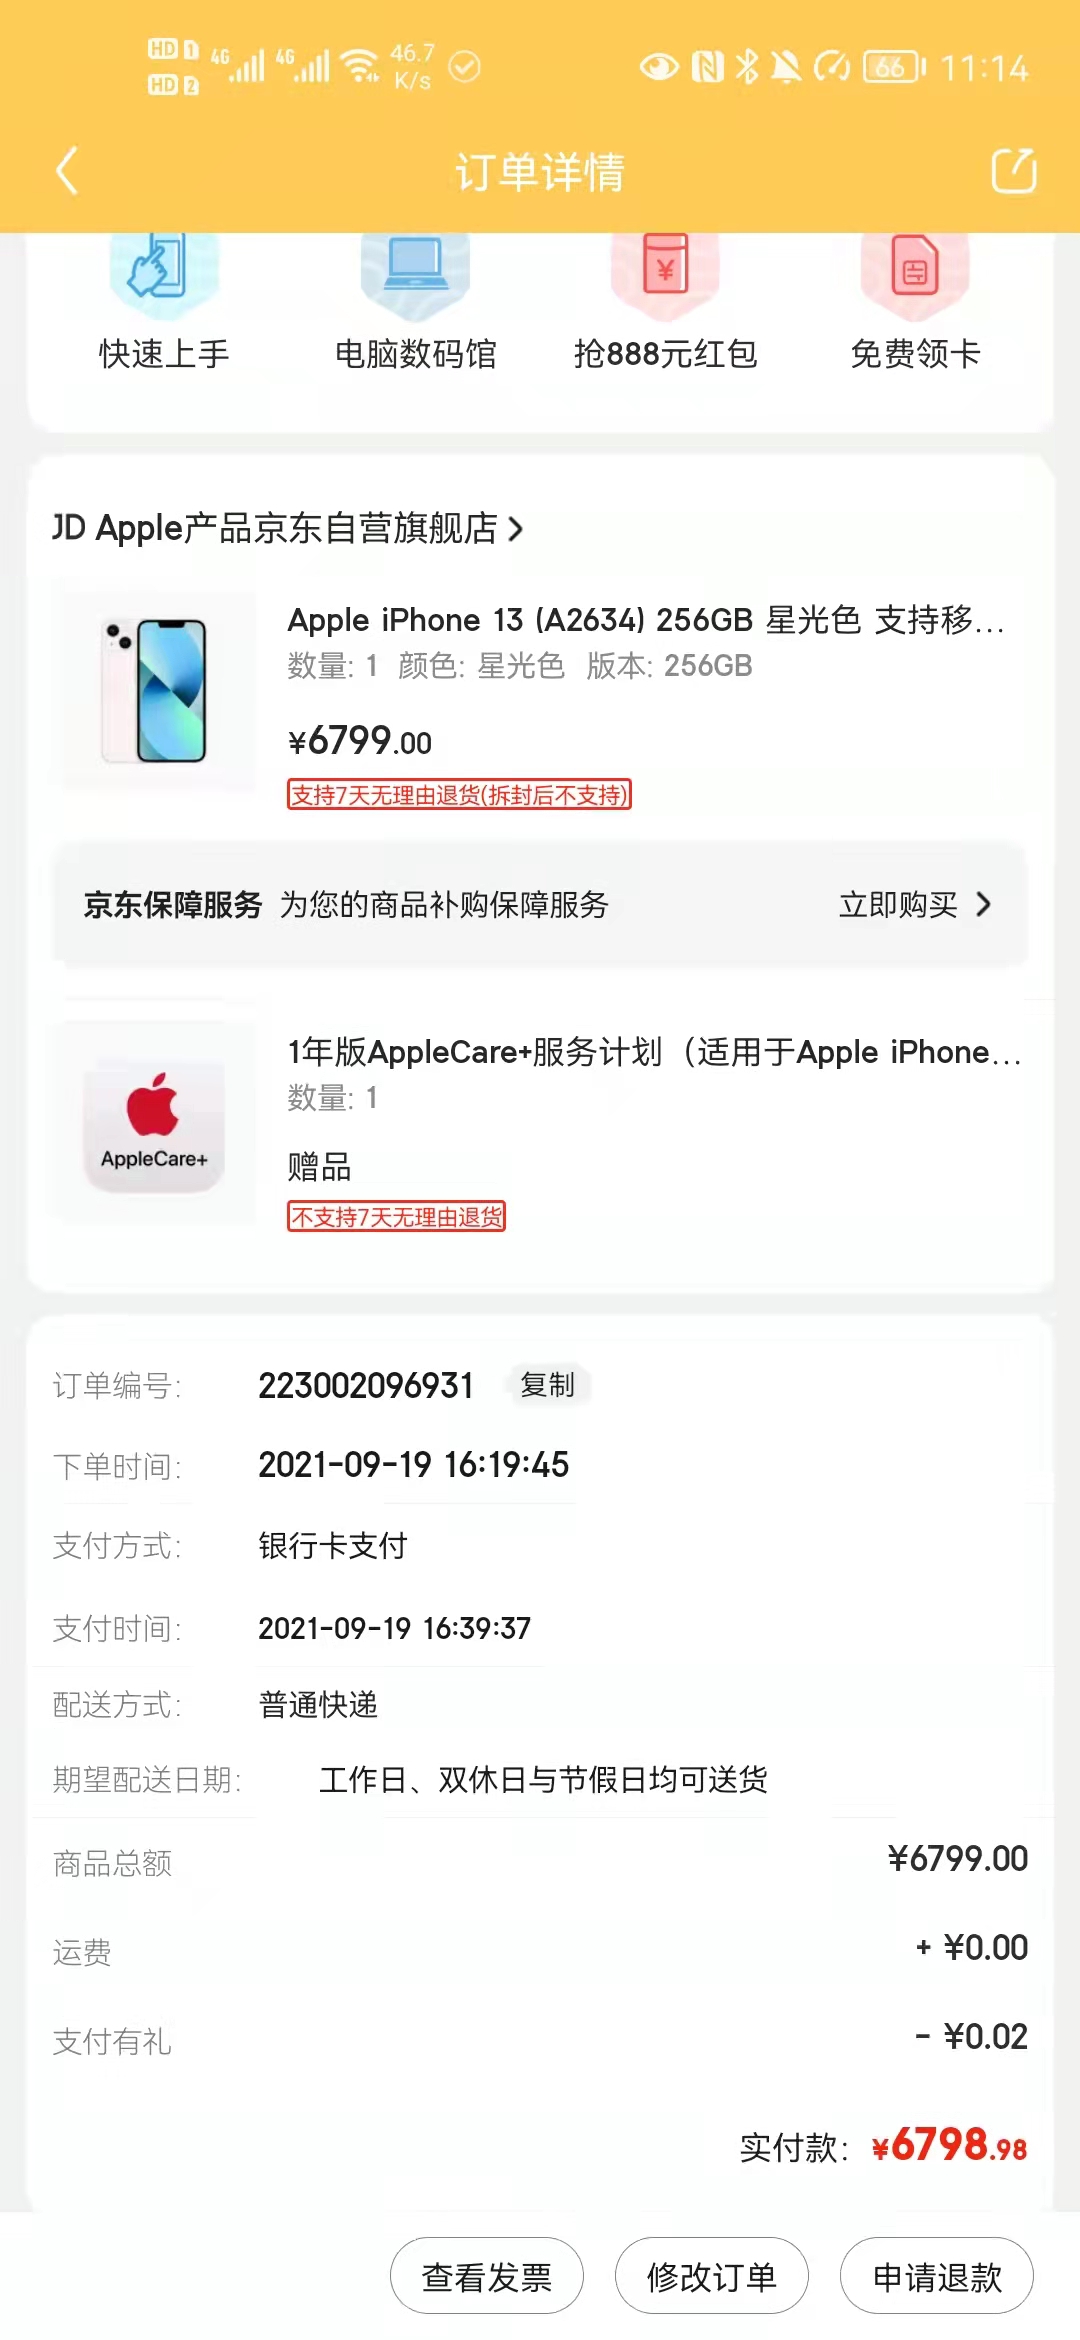 HD 1 4G 4G 46.7 K/s 66 11:14
HD 2
订单详情
快速上手 电脑数码馆 抢888元红包 免费领卡
JD Apple产品京东自营旗舰店
Apple iPhone 13 (A2634) 256GB 星光色 支持移...
数量: 1 颜色: 星光色 版本: 256GB
¥6799.00
支持7天无理由退货(拆封后不支持)
京东保障服务 为您的商品补购保障服务 立即购买
1年版AppleCare+服务计划（适用于Apple iPhone...
数量: 1
AppleCare+
赠品
不支持7天无理由退货
订单编号: 223002096931 复制
下单时间: 2021-09-19 16:19:45
支付方式: 银行卡支付
支付时间: 2021-09-19 16:39:37
配送方式: 普通快递
期望配送日期: 工作日、双休日与节假日均可送货
商品总额 ¥6799.00
运费 + ¥0.00
支付有礼 - ¥0.02
实付款: ¥6798.98
查看发票 修改订单 申请退款